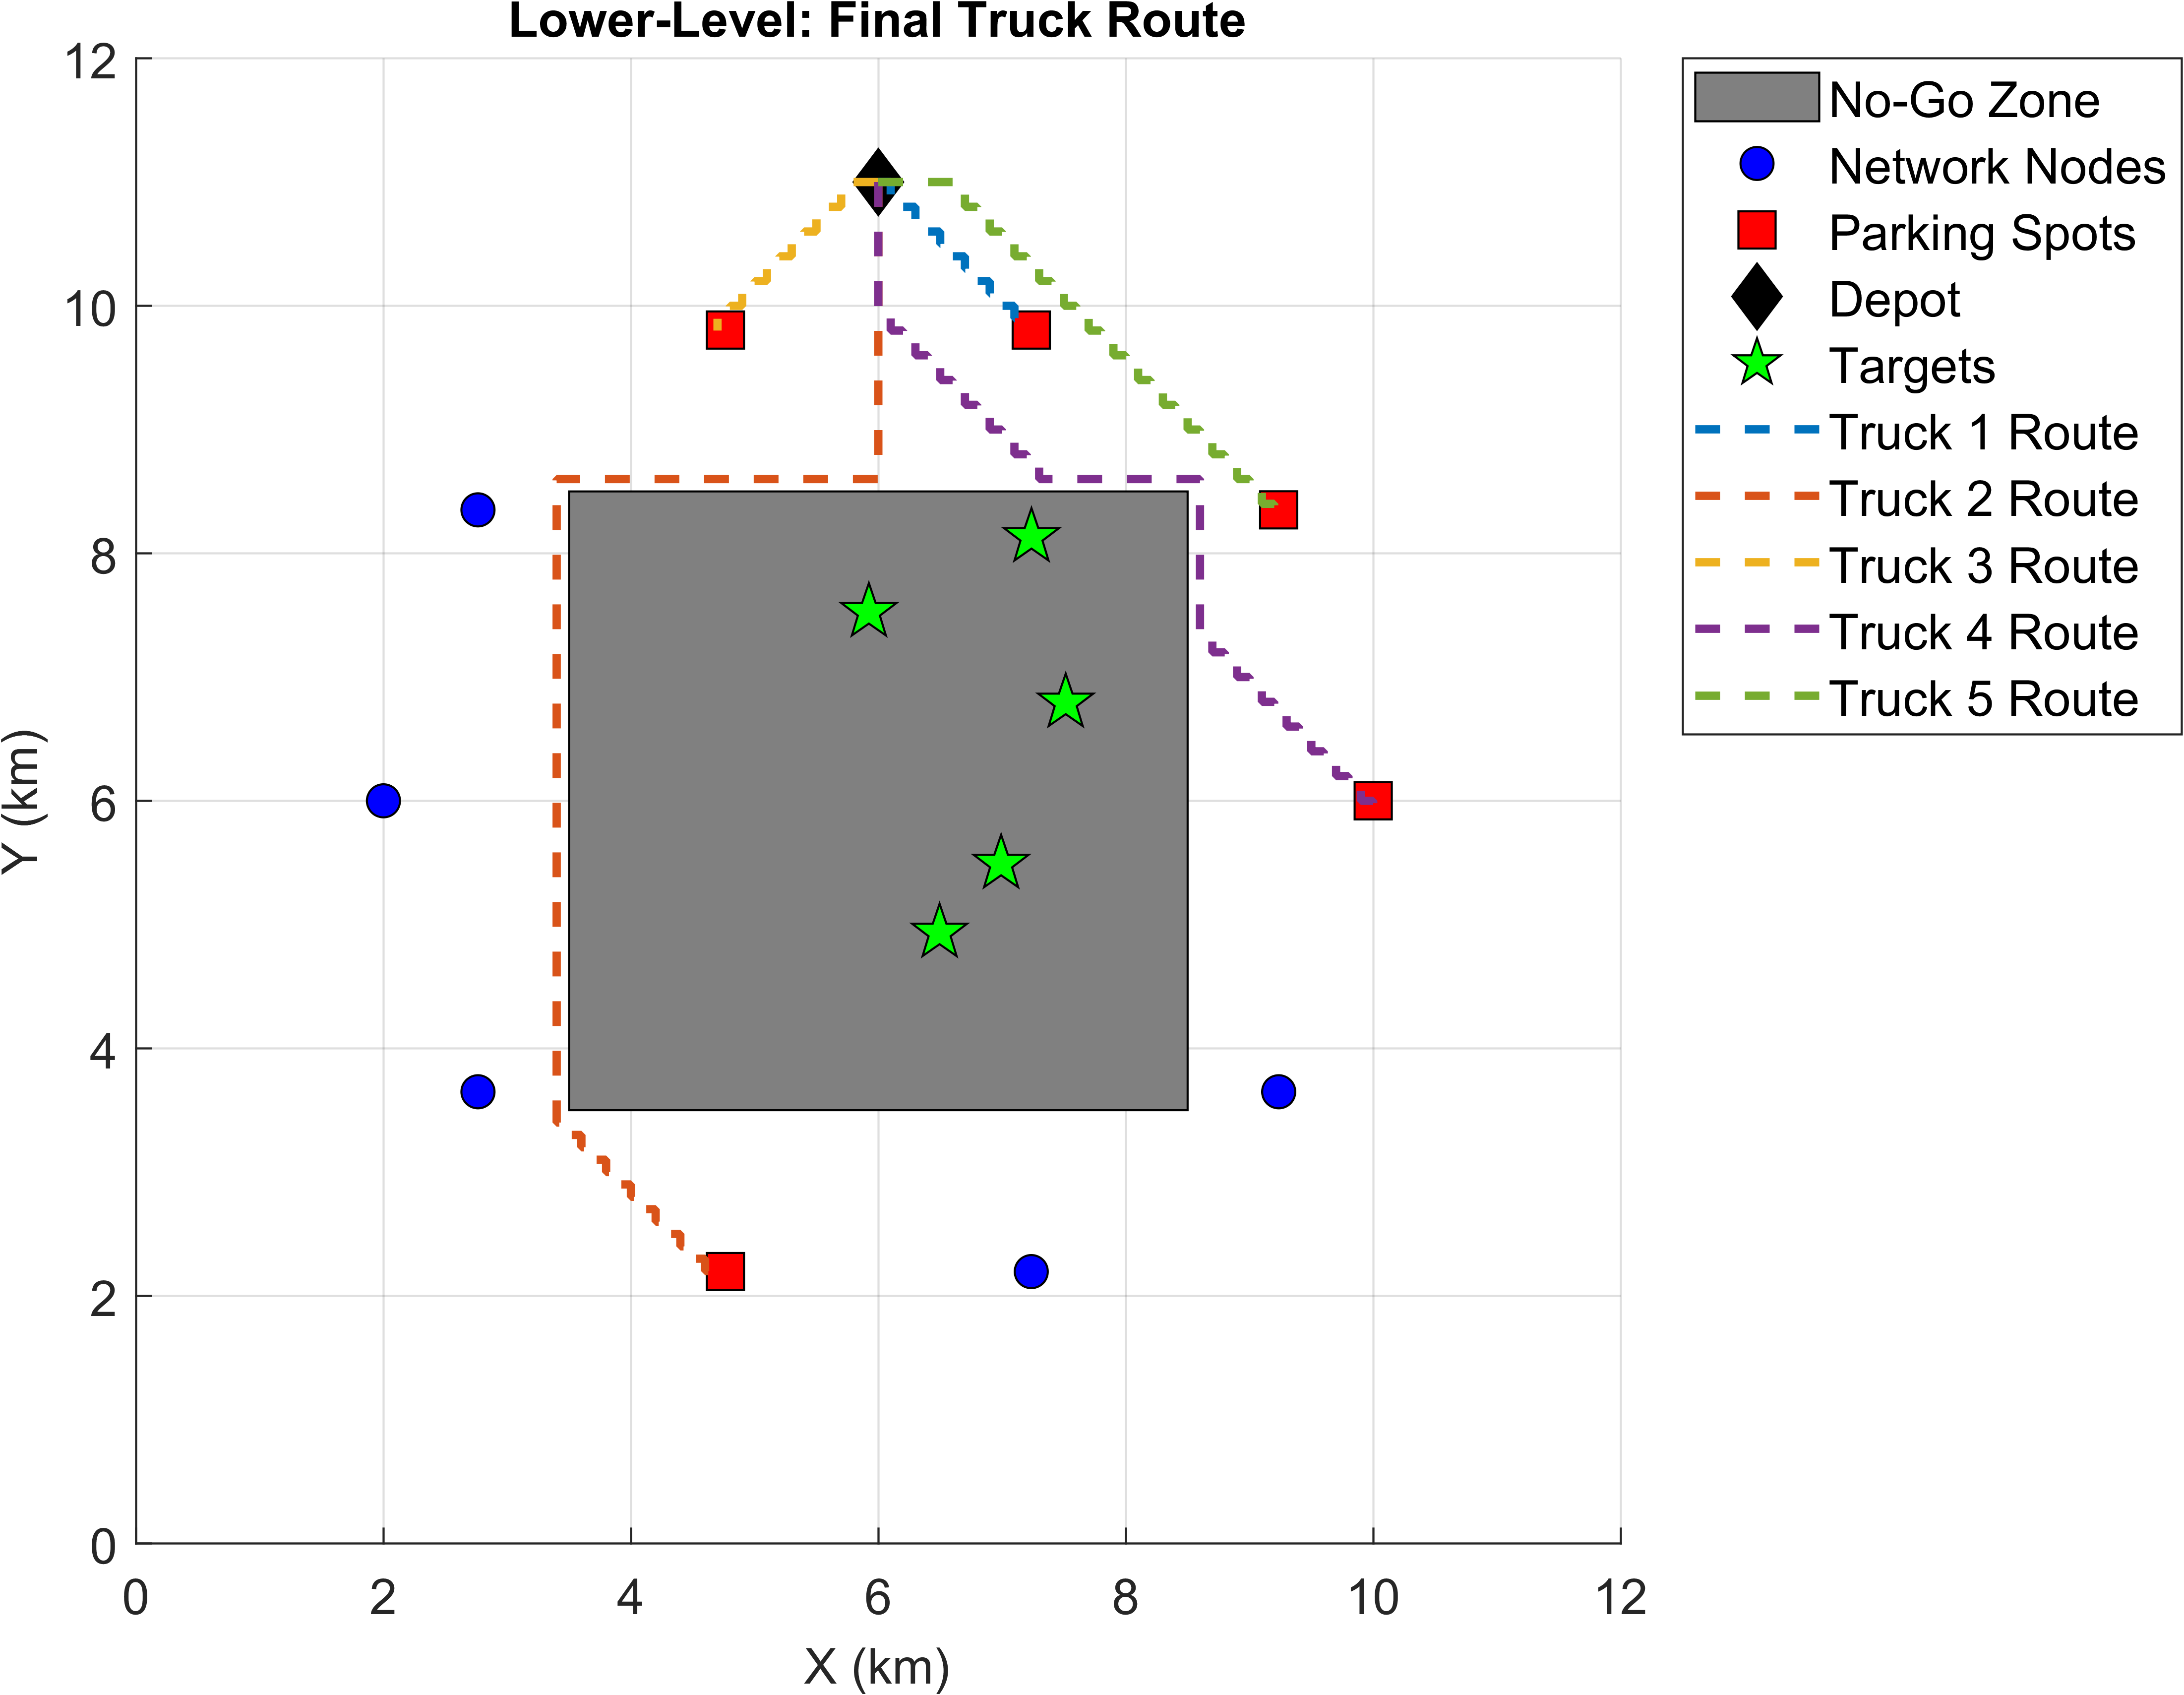 Lower-Level: Final Truck Route
12
10
8
6
4
2
0
Y (km)
0 2 4 6 8 10 12
X (km)
No-Go Zone
Network Nodes
Parking Spots
Depot
Targets
Truck 1 Route
Truck 2 Route
Truck 3 Route
Truck 4 Route
Truck 5 Route